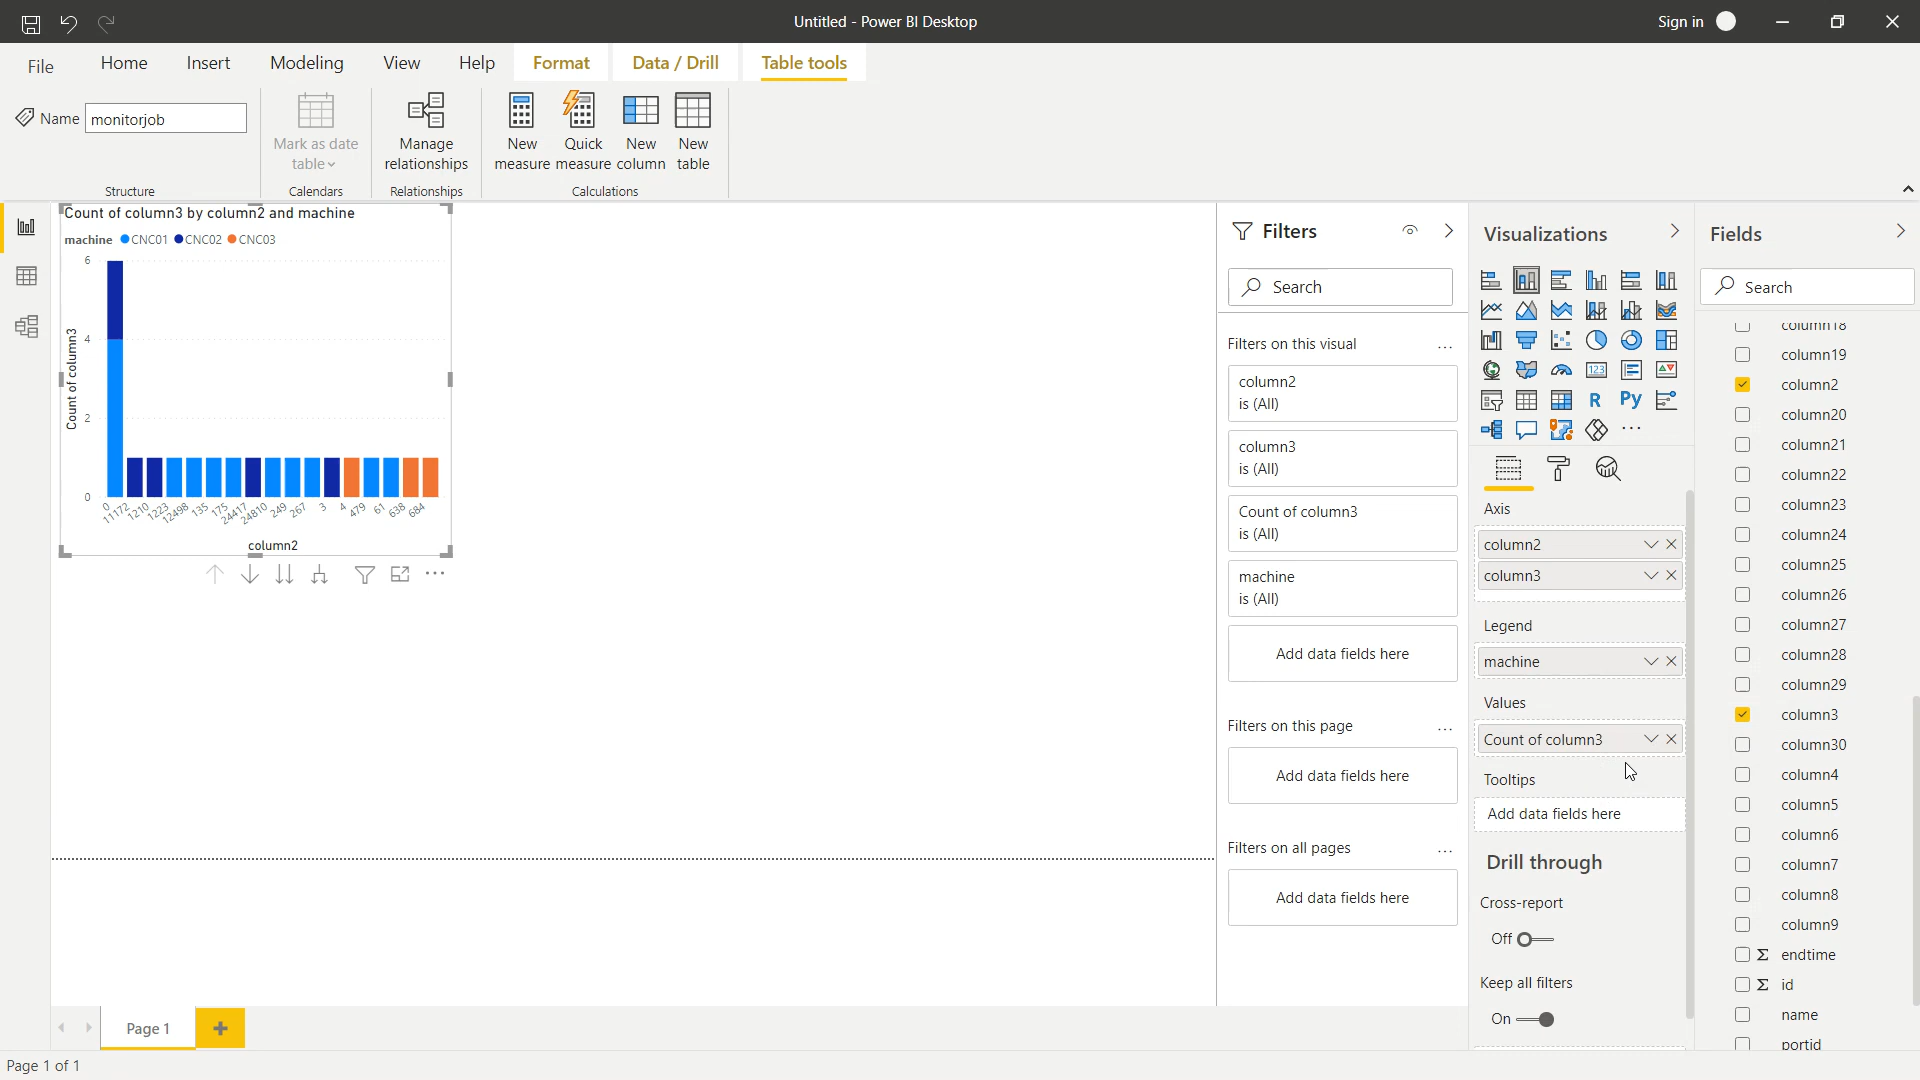 Untitled - Power BI Desktop
Sign in
File
Home
Insert
Modeling
View
Help
Format
Data / Drill
Table tools
Name
monitorjob
Mark as date
table
Manage
relationships
New
measure
Quick
measure
New
column
New
table
Structure
Calendars
Relationships
Calculations
Count of column3 by column2 and machine
machine CNC01 CNC02 CNC03
6
4
2
0
Count of column3
0
11172
1210
1223
12498
135
175
24417
24810
249
267
3
4
479
61
638
684
column2
Filters
Search
Filters on this visual
...
column2
is (All)
column3
is (All)
Count of column3
is (All)
machine
is (All)
Add data fields here
Filters on this page
...
Add data fields here
Filters on all pages
...
Add data fields here
Visualizations
123
R
Py
...
Axis
column2
column3
Legend
machine
Values
Count of column3
Tooltips
Add data fields here
Drill through
Cross-report
Off
Keep all filters
On
Fields
Search
column18
column19
column2
column20
column21
column22
column23
column24
column25
column26
column27
column28
column29
column3
column30
column4
column5
column6
column7
column8
column9
Σ endtime
Σ id
name
portid
Page 1
Page 1 of 1